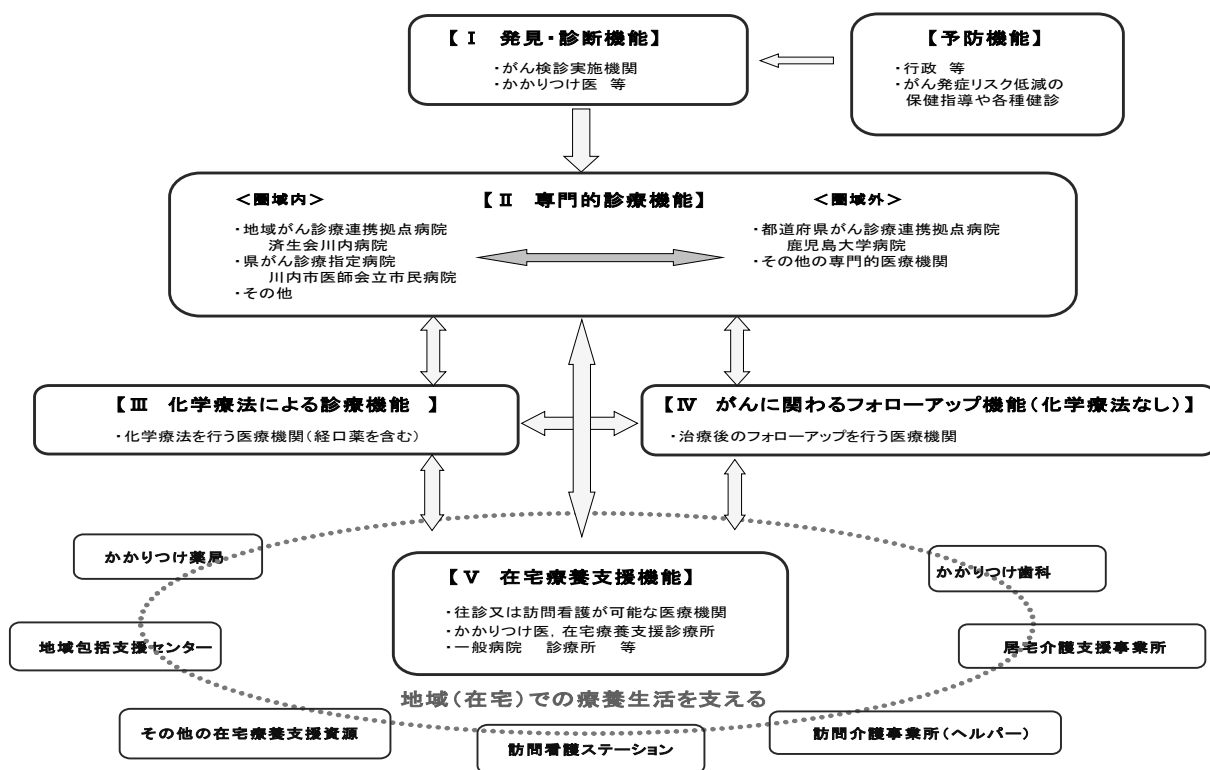 【Ⅰ 発見・診断機能】
・がん検診実施機関
・かかりつけ医 等
【予防機能】
・行政 等
・がん発症リスク低減の
保健指導や各種健診
【Ⅱ 専門的診療機能】
＜圏域内＞
・地域がん診療連携拠点病院
済生会川内病院
・県がん診療指定病院
川内市医師会立市民病院
・その他
＜圏域外＞
・都道府県がん診療連携拠点病院
鹿児島大学病院
・その他の専門的医療機関
【Ⅲ 化学療法による診療機能 】
・化学療法を行う医療機関（経口薬を含む）
【Ⅳ がんに関わるフォローアップ機能（化学療法なし）】
・治療後のフォローアップを行う医療機関
【Ⅴ 在宅療養支援機能】
・往診又は訪問看護が可能な医療機関
・かかりつけ医，在宅療養支援診療所
・一般病院 診療所 等
地域（在宅）での療養生活を支える
かかりつけ薬局
かかりつけ歯科
地域包括支援センター
居宅介護支援事業所
その他の在宅療養支援資源
訪問看護ステーション
訪問介護事業所（ヘルパー）